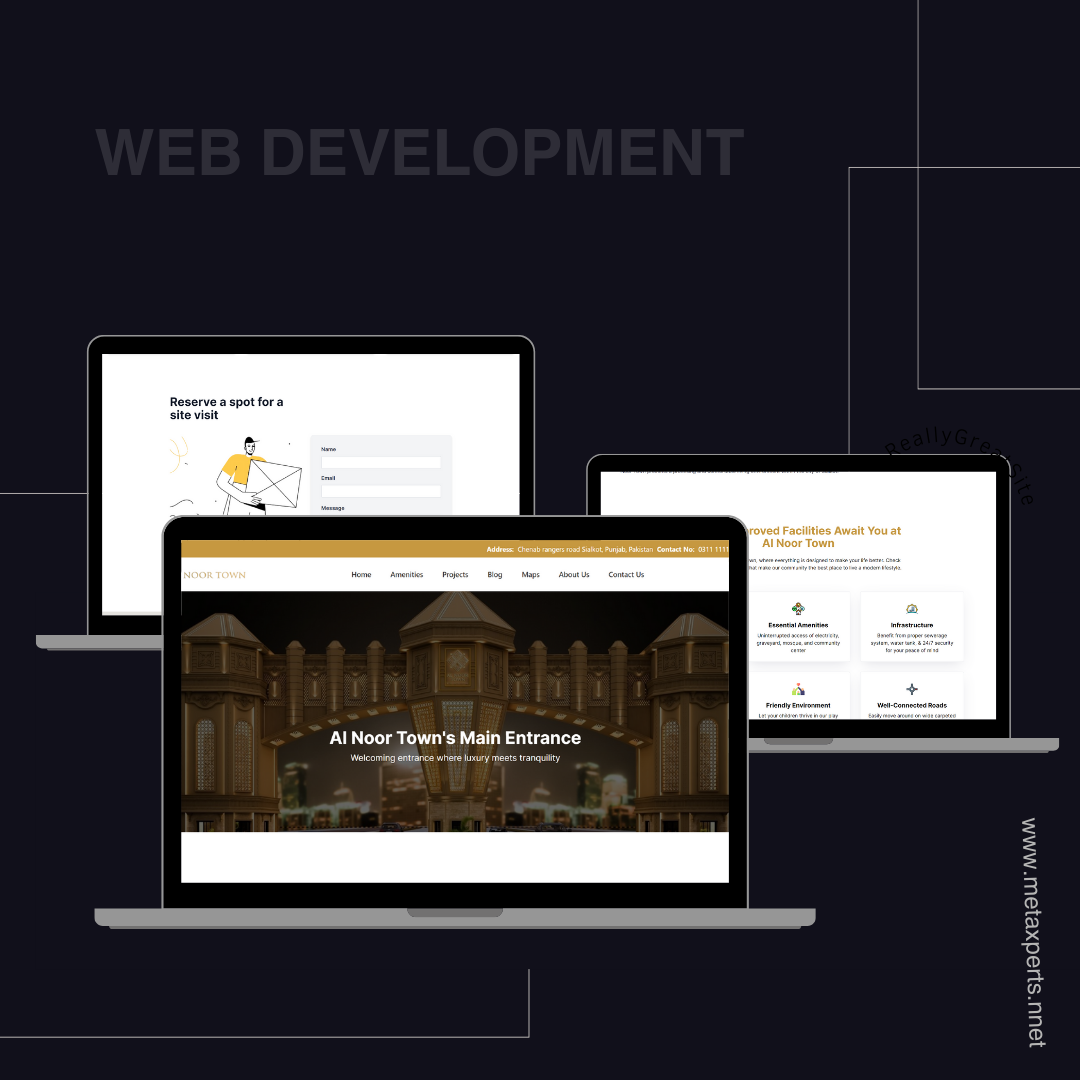 WEB DEVELOPMENT
Reserve a spot for a
site visit
Name
Email
Message
ReallyGreatSite
roved Facilities Await You at
Al Noor Town
own, where everything is designed to make your life better. Check
hat make our community the best place to live a modern lifestyle.
Essential Amenities
Uninterrupted access of electricity,
graveyard, mosque, and community
center
Infrastructure
Benefit from proper sewerage
system, water tank, & 24/7 security
for your peace of mind
Friendly Environment
Let your children thrive in our play
Well-Connected Roads
Easily move around on wide carpeted
Address: Chenab rangers road Sialkot, Punjab, Pakistan Contact No: 0311 1111
NOOR TOWN
Home Amenities Projects Blog Maps About Us Contact Us
Al Noor Town's Main Entrance
Welcoming entrance where luxury meets tranquility
www.metaxperts.nnet